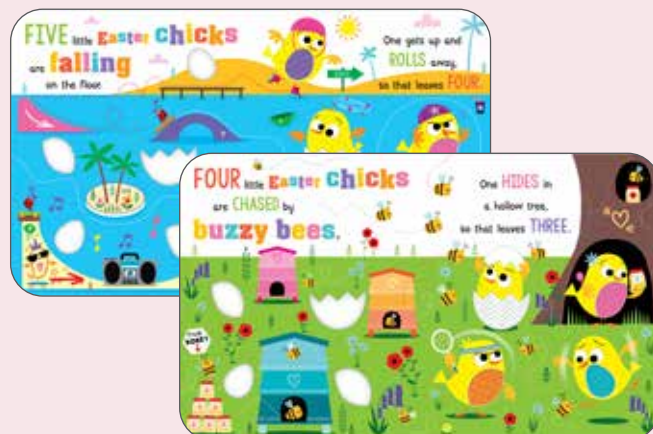 FIVE little Easter chicks
are falling
on the floor.
One gets up and
ROLLS away,
so that leaves FOUR.
FOUR little Easter chicks
are CHASED by
buzzy bees,
One HIDES in
a hollow tree,
so that leaves THREE.